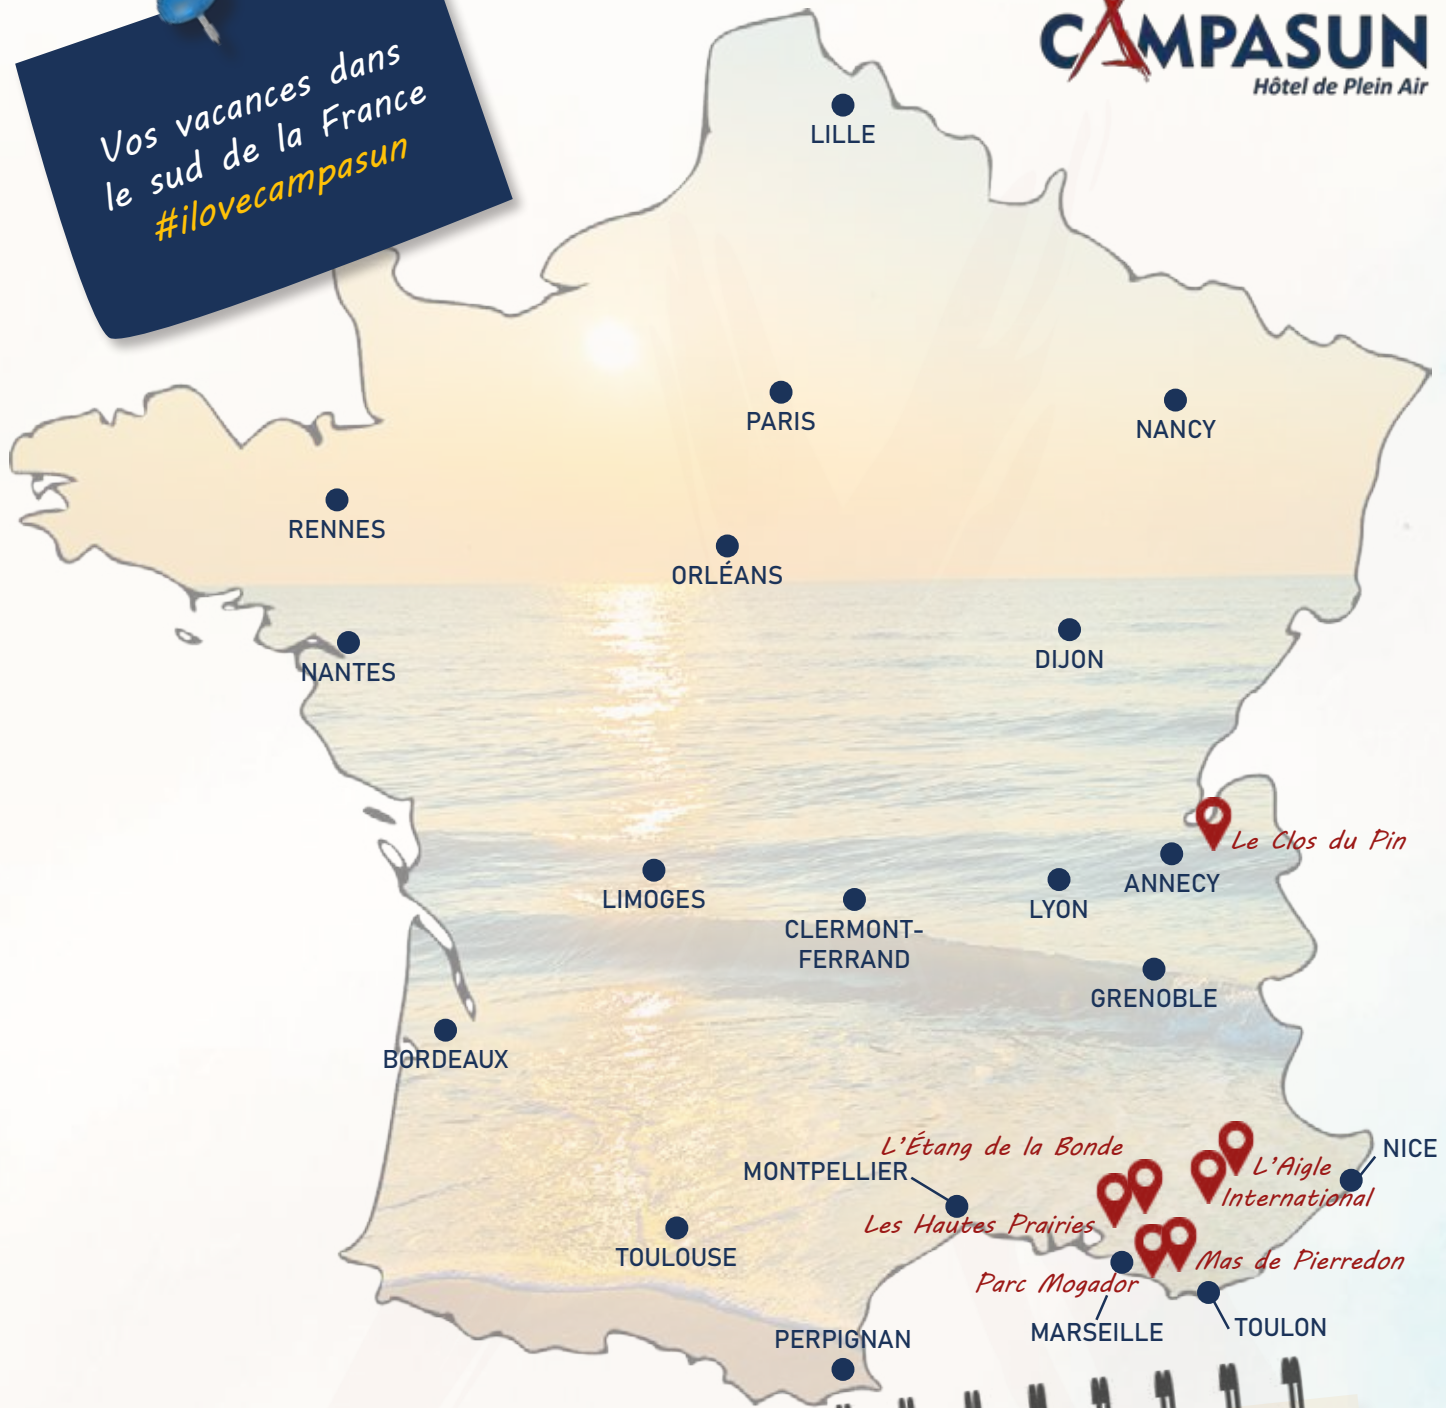 Vos vacances dans
le sud de la France
#ilovecampasun
CAMPASUN
Hôtel de Plein Air
LILLE
PARIS
NANCY
RENNES
ORLÉANS
NANTES
DIJON
Le Clos du Pin
ANNECY
LIMOGES
LYON
CLERMONT-
FERRAND
GRENOBLE
BORDEAUX
L'Étang de la Bonde
NICE
MONTPELLIER
L'Aigle
International
Les Hautes Prairies
TOULOUSE
Mas de Pierredon
Parc Mogador
MARSEILLE
TOULON
PERPIGNAN